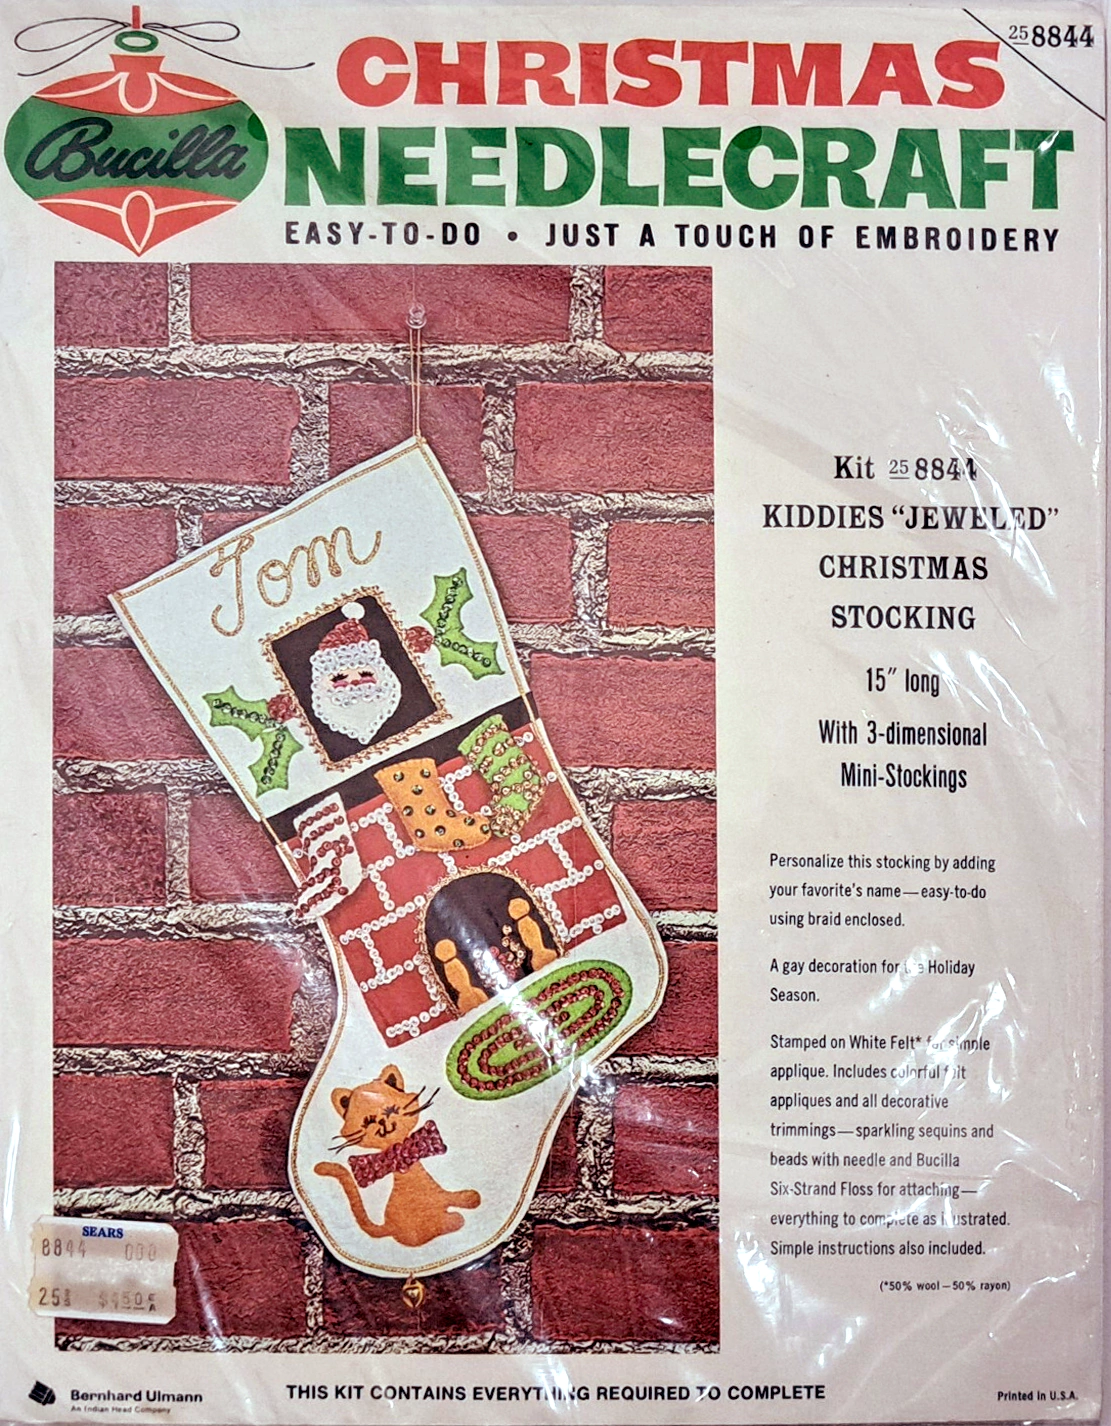 25 8844
Bucilla
CHRISTMAS
NEEDLECRAFT
EASY-TO-DO • JUST A TOUCH OF EMBROIDERY
Tom
Kit 25 8844
KIDDIES “JEWELED”
CHRISTMAS
STOCKING
15″ long
With 3-dimensional
Mini-Stockings
Personalize this stocking by adding
your favorite's name—easy-to-do
using braid enclosed.
A gay decoration for the Holiday
Season.
Stamped on White Felt* for simple
applique. Includes colorful felt
appliques and all decorative
trimmings—sparkling sequins and
beads with needle and Bucilla
Six-Strand Floss for attaching—
everything to complete as illustrated.
Simple instructions also included.
(*50% wool—50% rayon)
SEARS
8844 000
Bernhard Ulmann
An Indian Head Company
THIS KIT CONTAINS EVERYTHING REQUIRED TO COMPLETE
Printed in U.S.A.